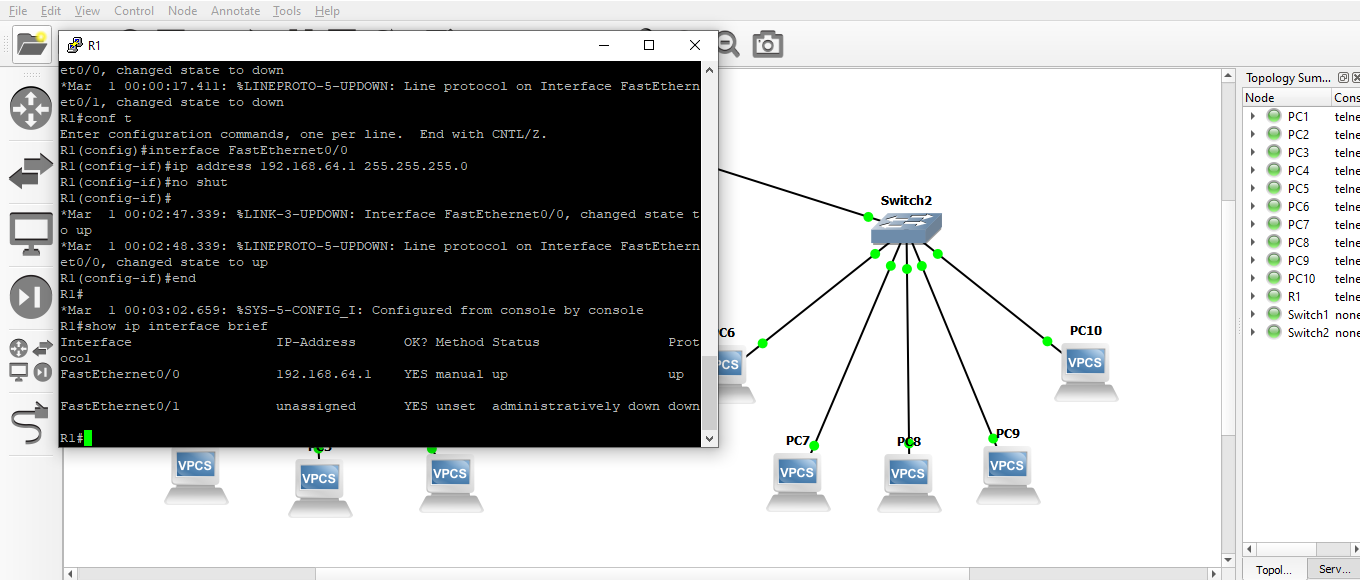 File Edit View Control Node Annotate Tools Help
R1
et0/0, changed state to down
*Mar  1 00:00:17.411: %LINEPROTO-5-UPDOWN: Line protocol on Interface FastEthern
et0/1, changed state to down
R1#conf t
Enter configuration commands, one per line.  End with CNTL/Z.
R1(config)#interface FastEthernet0/0
R1(config-if)#ip address 192.168.64.1 255.255.255.0
R1(config-if)#no shut
R1(config-if)#
*Mar  1 00:02:47.339: %LINK-3-UPDOWN: Interface FastEthernet0/0, changed state t
o up
*Mar  1 00:02:48.339: %LINEPROTO-5-UPDOWN: Line protocol on Interface FastEthern
et0/0, changed state to up
R1(config-if)#end
R1#
*Mar  1 00:03:02.659: %SYS-5-CONFIG_I: Configured from console by console
R1#show ip interface brief
Interface                  IP-Address      OK? Method Status                Prot
ocol
FastEthernet0/0            192.168.64.1    YES manual up                    up
FastEthernet0/1            unassigned      YES unset  administratively down down
R1#
Switch2
PC6
PCS
PC10
VPCS
PC7
VPCS
PC8
VPCS
PC9
VPCS
VPCS
VPCS
VPCS
Topology Sum...
Node Cons
PC1 telne
PC2 telne
PC3 telne
PC4 telne
PC5 telne
PC6 telne
PC7 telne
PC8 telne
PC9 telne
PC10 telne
R1 telne
Switch1 none
Switch2 none
Topol... Serv...